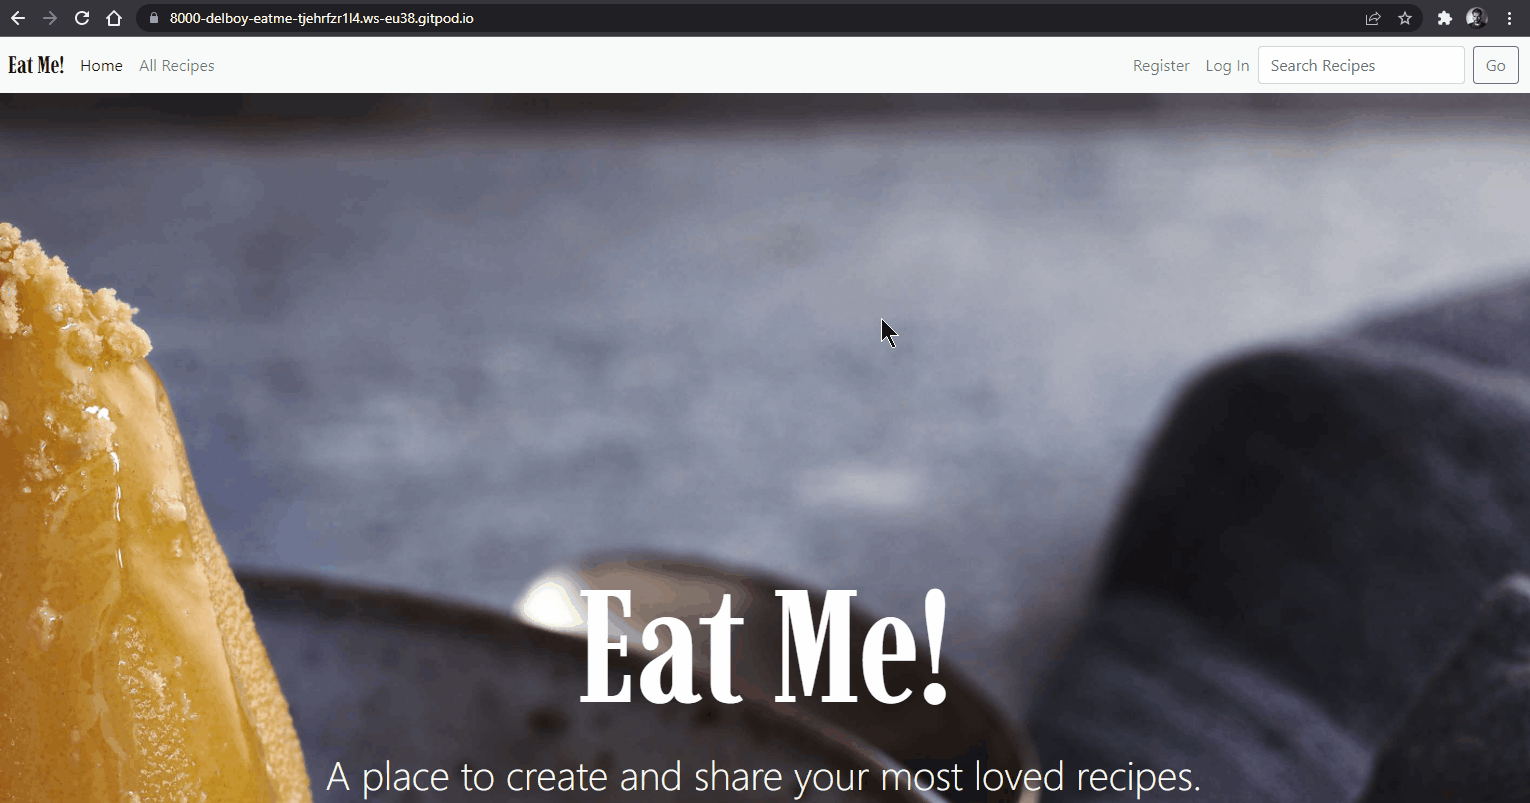 8000-delboy-eatme-tjehrfzr1l4.ws-eu38.gitpod.io
Eat Me! Home All Recipes Register Log In Search Recipes Go
Eat Me!
A place to create and share your most loved recipes.